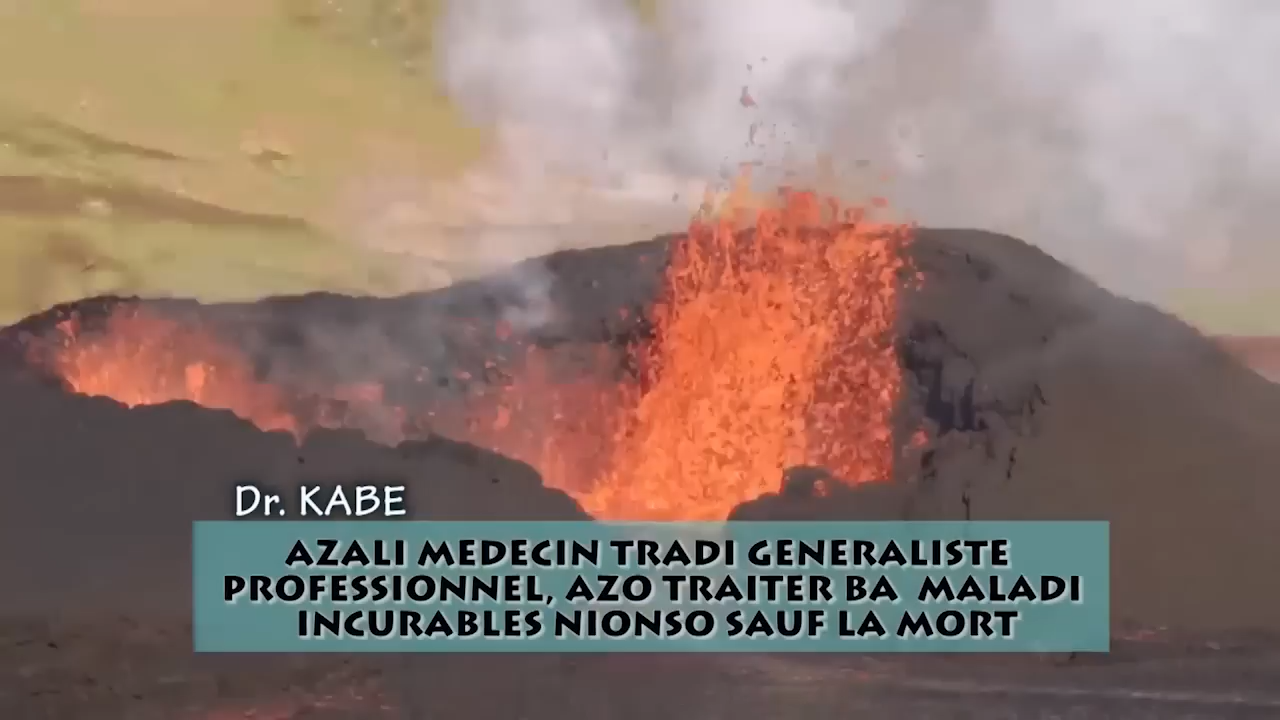 Dr. KABE
AZALI MEDECIN TRADI GENERALISTE
PROFESSIONNEL, AZO TRAITER BA MALADI
INCURABLES NIONSO SAUF LA MORT